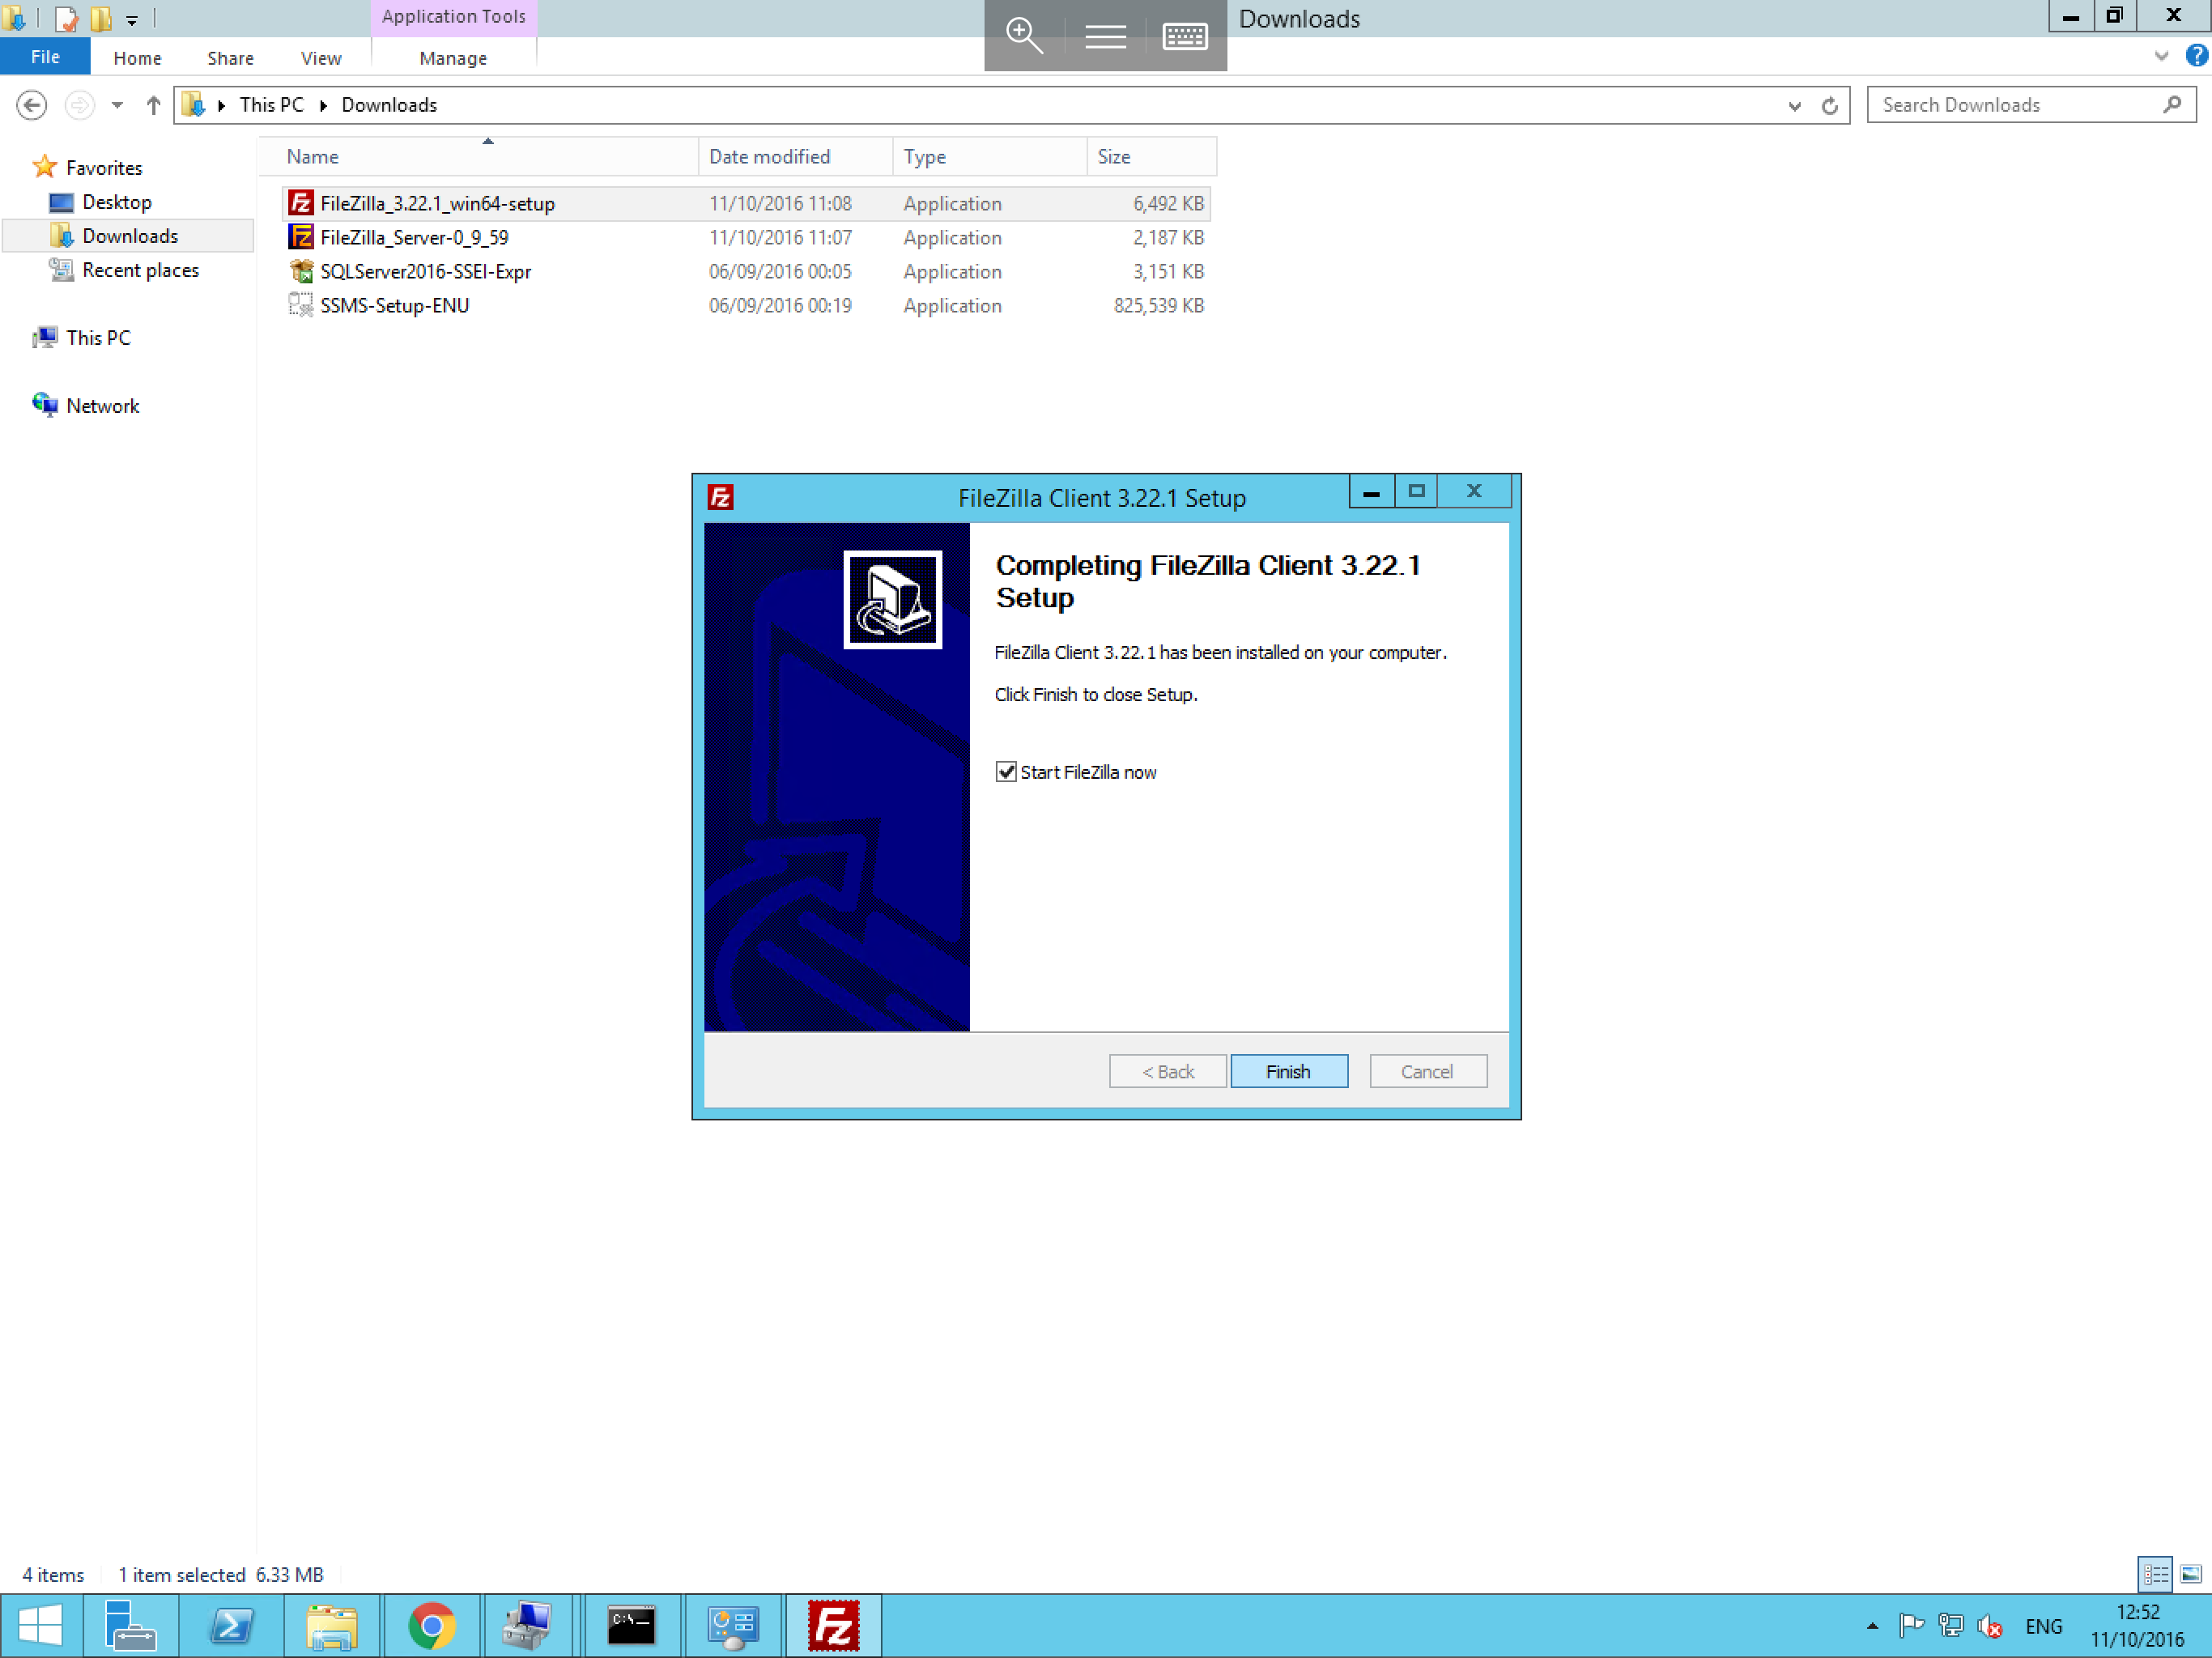 Application Tools
Downloads
File
Home
Share
View
Manage
?
This PC
Downloads
Search Downloads
Favorites
Desktop
Downloads
Recent places
This PC
Network
Name
Date modified
Type
Size
FileZilla_3.22.1_win64-setup 11/10/2016 11:08 Application 6,492 KB
FileZilla_Server-0_9_59 11/10/2016 11:07 Application 2,187 KB
SQLServer2016-SSEI-Expr 06/09/2016 00:05 Application 3,151 KB
SSMS-Setup-ENU 06/09/2016 00:19 Application 825,539 KB
Fz
FileZilla Client 3.22.1 Setup
Completing FileZilla Client 3.22.1
Setup
FileZilla Client 3.22.1 has been installed on your computer.
Click Finish to close Setup.
Start FileZilla now
< Back
Finish
Cancel
4 items
1 item selected 6.33 MB
C:\_
Fz
ENG
12:52
11/10/2016